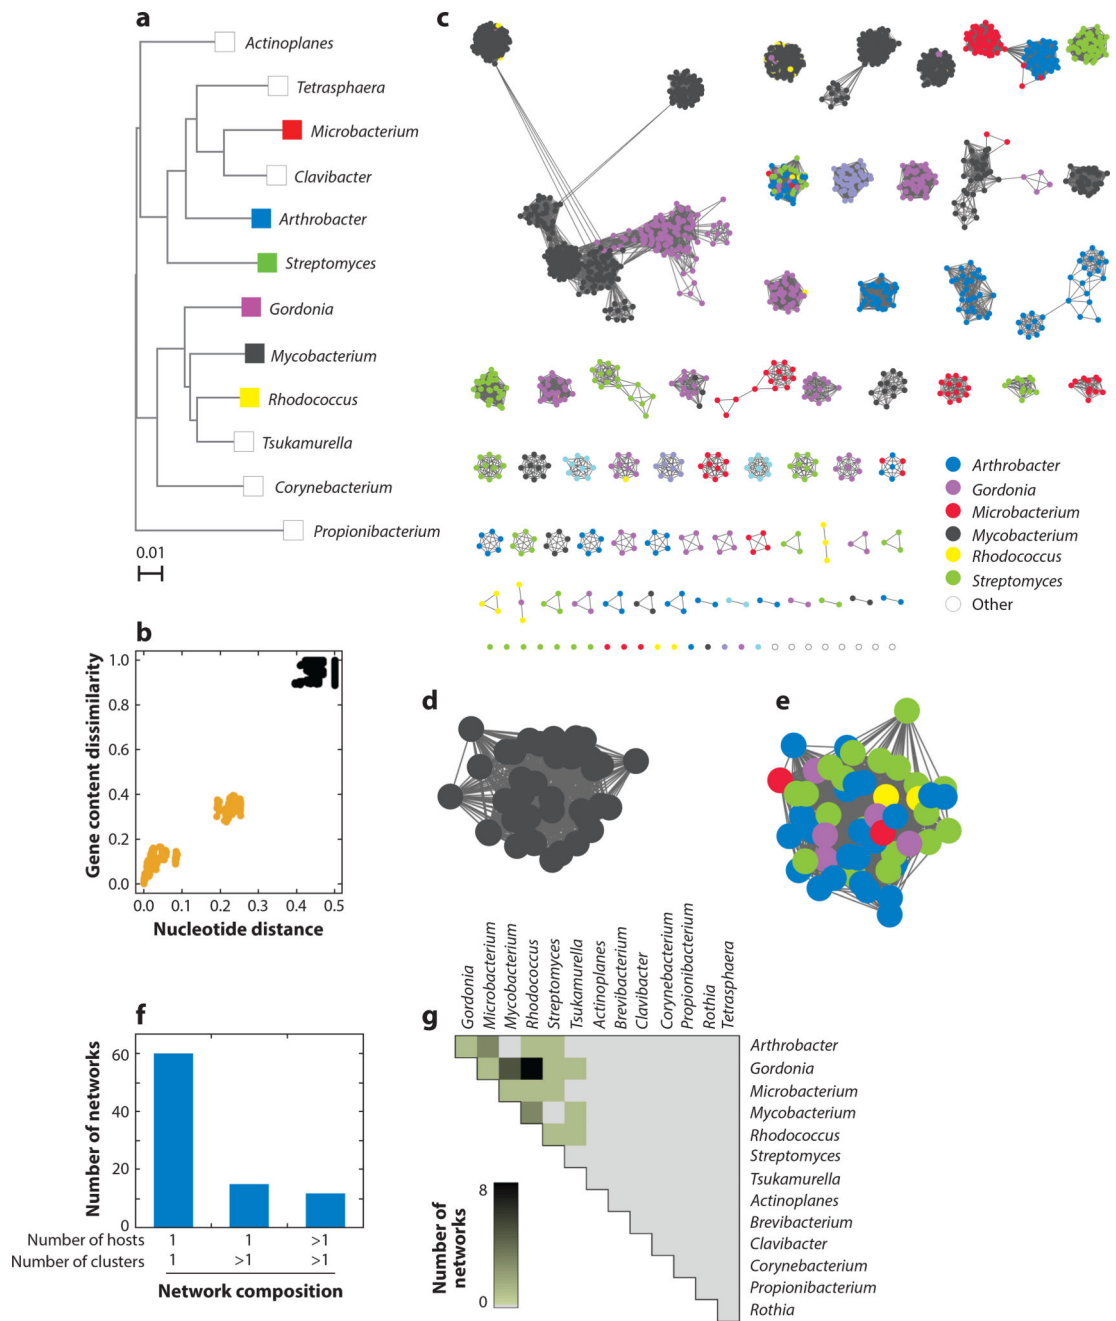 a
Actinoplanes
Tetrasphaera
Microbacterium
Clavibacter
Arthrobacter
Streptomyces
Gordonia
Mycobacterium
Rhodococcus
Tsukamurella
Corynebacterium
Propionibacterium
0.01
b
Gene content dissimilarity
1.0
0.8
0.6
0.4
0.2
0.0
0.0 0.1 0.2 0.3 0.4 0.5
Nucleotide distance
c
Arthrobacter
Gordonia
Microbacterium
Mycobacterium
Rhodococcus
Streptomyces
Other
d
e
f
Number of networks
60
40
20
0
Number of hosts 1 1 >1
Number of clusters 1 >1 >1
Network composition
g
Gordonia
Microbacterium
Mycobacterium
Rhodococcus
Streptomyces
Tsukamurella
Actinoplanes
Brevibacterium
Clavibacter
Corynebacterium
Propionibacterium
Rothia
Tetrasphaera
Arthrobacter
Gordonia
Microbacterium
Mycobacterium
Rhodococcus
Streptomyces
Tsukamurella
Actinoplanes
Brevibacterium
Clavibacter
Corynebacterium
Propionibacterium
Rothia
Number of
networks
8
0